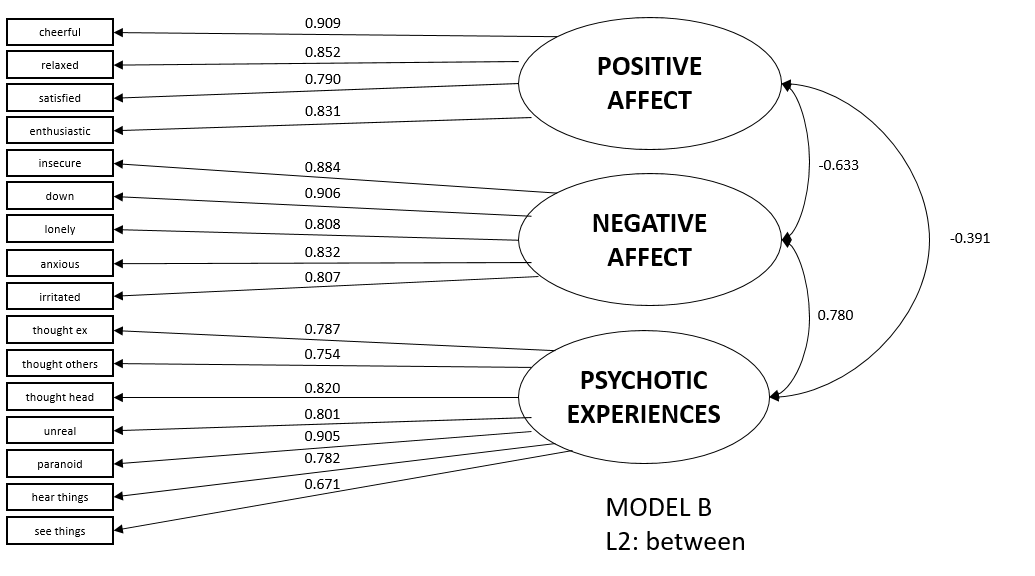 cheerful
0.909
relaxed
0.852
satisfied
0.790
enthusiastic
0.831
POSITIVE
AFFECT
insecure
0.884
down
0.906
lonely
0.808
anxious
0.832
irritated
0.807
NEGATIVE
AFFECT
-0.633
-0.391
0.780
thought ex
0.787
thought others
0.754
thought head
0.820
unreal
0.801
paranoid
0.905
hear things
0.782
see things
0.671
PSYCHOTIC
EXPERIENCES
MODEL B
L2: between